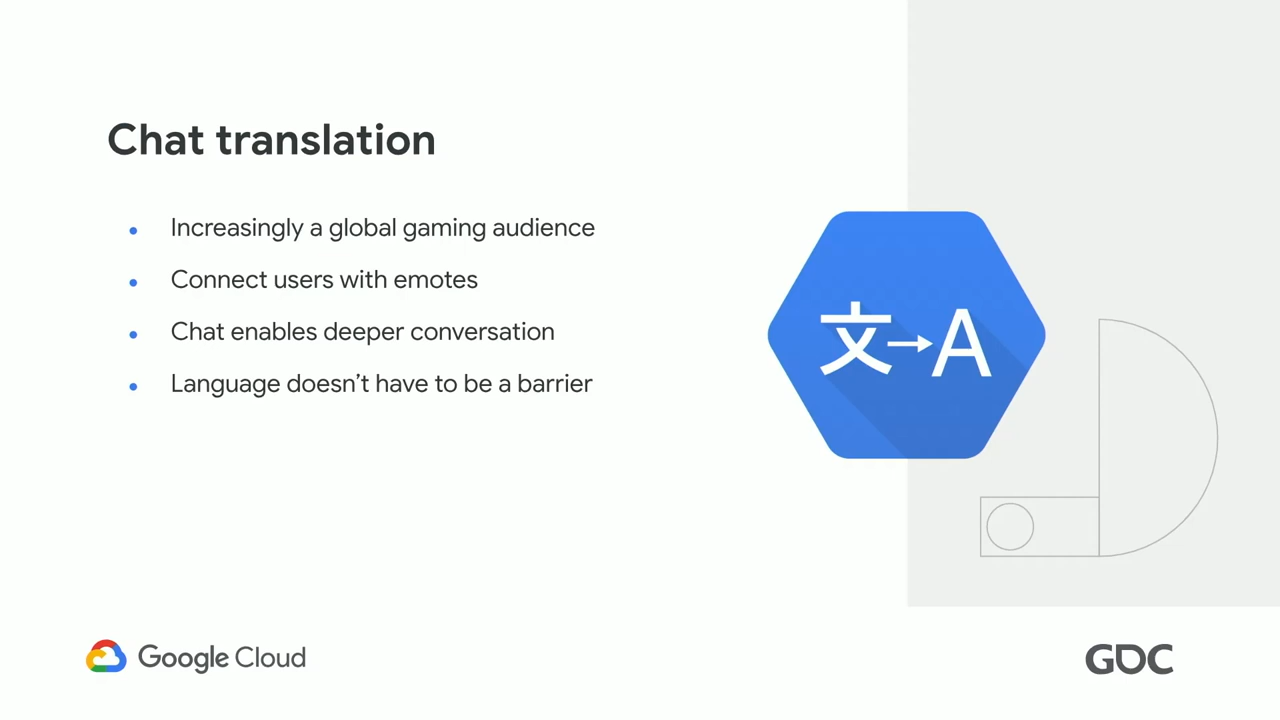 Chat translation
Increasingly a global gaming audience
Connect users with emotes
Chat enables deeper conversation
Language doesn’t have to be a barrier
文→A
Google Cloud
GDC